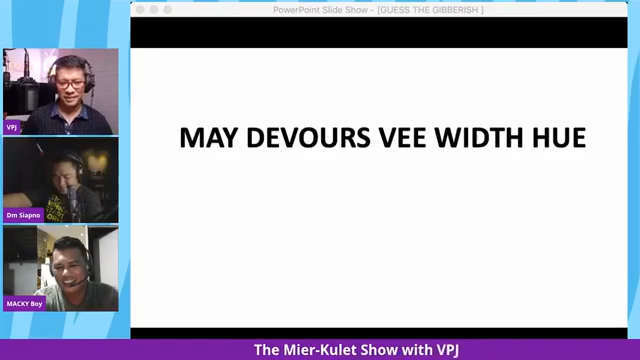 PowerPoint Slide Show - [GUESS THE GIBBERISH ]
MAY DEVOURS VEE WIDTH HUE
VPJ
Dm Siapno
MACKY Boy
The Mier-Kulet Show with VPJ